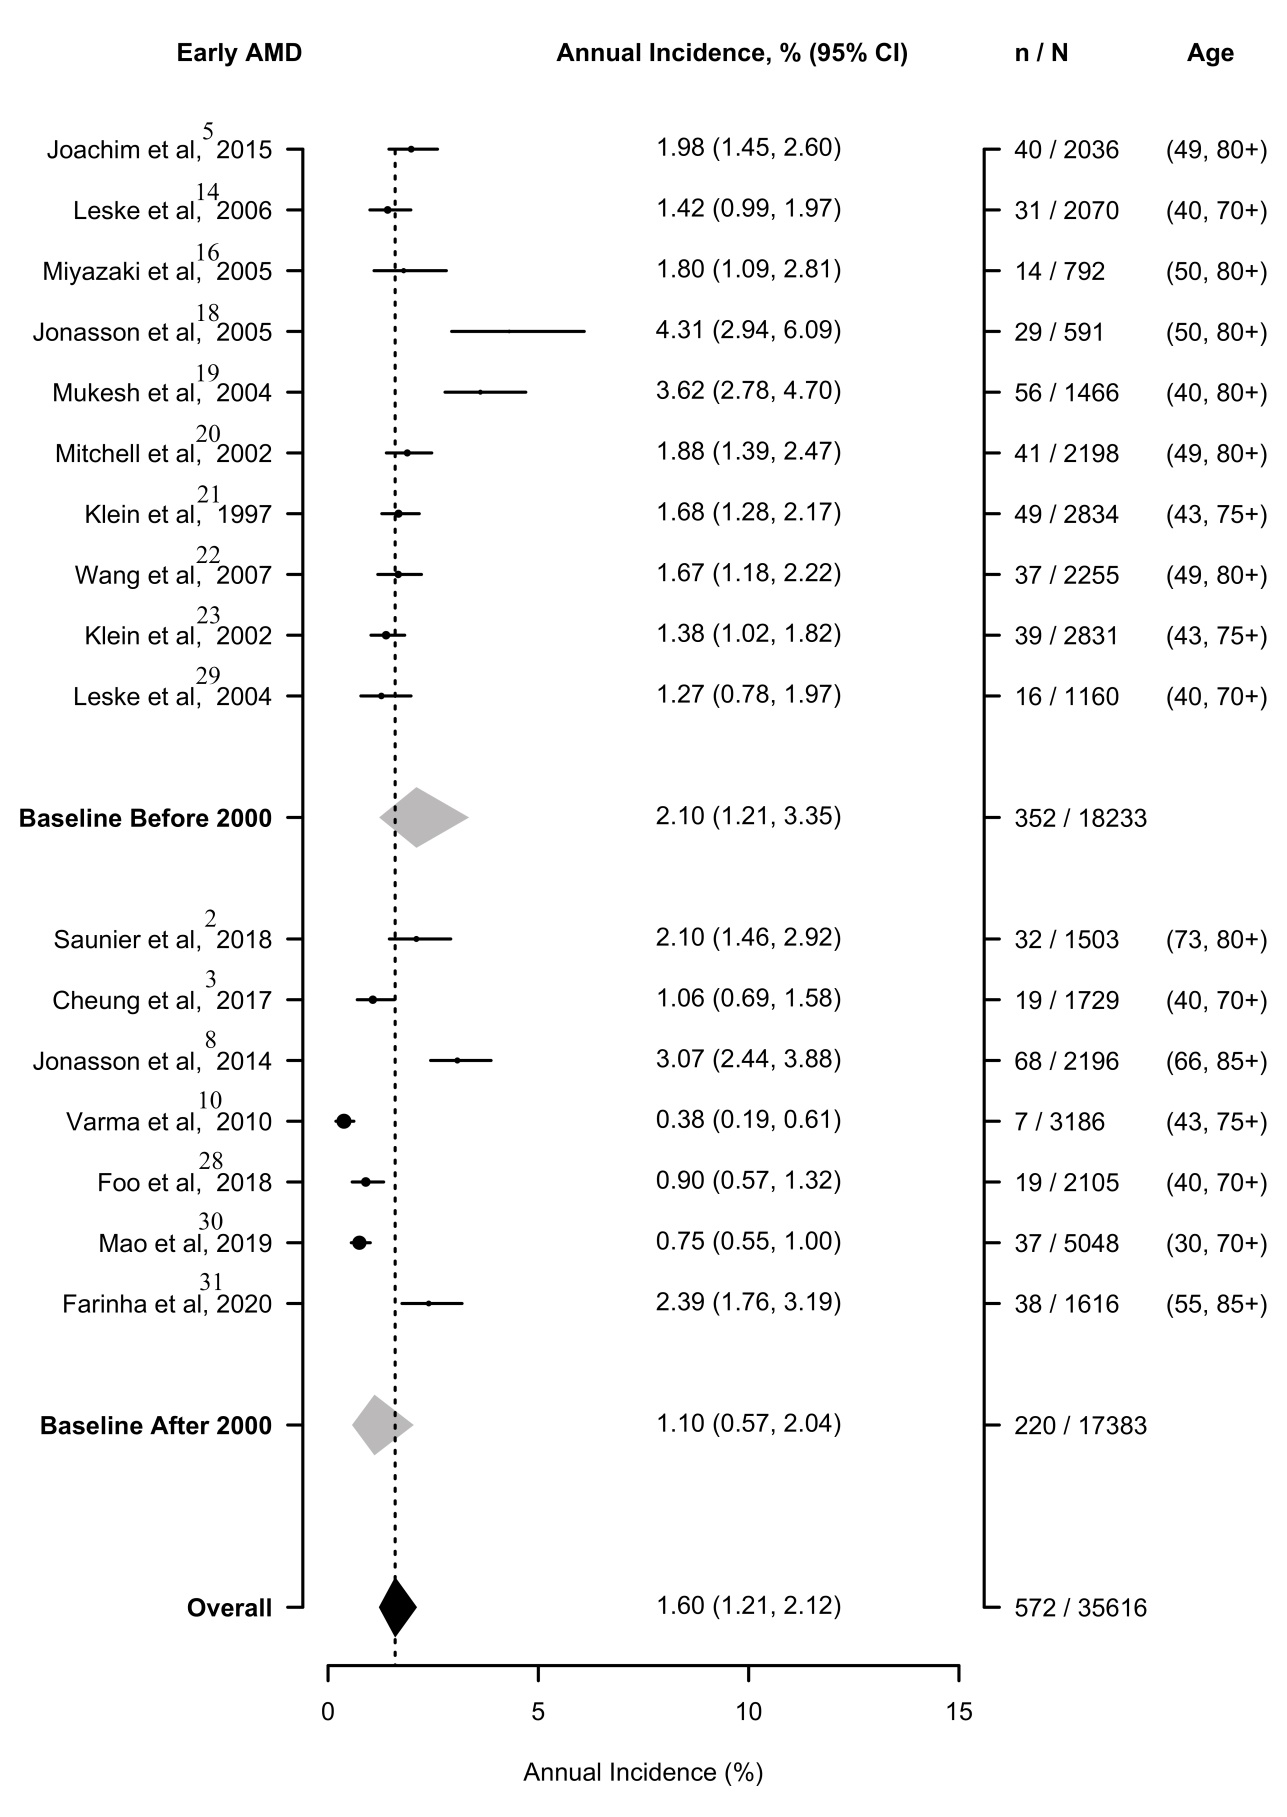 Early AMD Annual Incidence, % (95% CI) n / N Age
Joachim et al,5 2015 1.98 (1.45, 2.60) 40 / 2036 (49, 80+)
Leske et al,14 2006 1.42 (0.99, 1.97) 31 / 2070 (40, 70+)
Miyazaki et al,16 2005 1.80 (1.09, 2.81) 14 / 792 (50, 80+)
Jonasson et al,18 2005 4.31 (2.94, 6.09) 29 / 591 (50, 80+)
Mukesh et al,19 2004 3.62 (2.78, 4.70) 56 / 1466 (40, 80+)
Mitchell et al,20 2002 1.88 (1.39, 2.47) 41 / 2198 (49, 80+)
Klein et al,21 1997 1.68 (1.28, 2.17) 49 / 2834 (43, 75+)
Wang et al,22 2007 1.67 (1.18, 2.22) 37 / 2255 (49, 80+)
Klein et al,23 2002 1.38 (1.02, 1.82) 39 / 2831 (43, 75+)
Leske et al,29 2004 1.27 (0.78, 1.97) 16 / 1160 (40, 70+)
Baseline Before 2000 2.10 (1.21, 3.35) 352 / 18233
Saunier et al,2 2018 2.10 (1.46, 2.92) 32 / 1503 (73, 80+)
Cheung et al,3 2017 1.06 (0.69, 1.58) 19 / 1729 (40, 70+)
Jonasson et al,8 2014 3.07 (2.44, 3.88) 68 / 2196 (66, 85+)
Varma et al,10 2010 0.38 (0.19, 0.61) 7 / 3186 (43, 75+)
Foo et al,28 2018 0.90 (0.57, 1.32) 19 / 2105 (40, 70+)
Mao et al,30 2019 0.75 (0.55, 1.00) 37 / 5048 (30, 70+)
Farinha et al,31 2020 2.39 (1.76, 3.19) 38 / 1616 (55, 85+)
Baseline After 2000 1.10 (0.57, 2.04) 220 / 17383
Overall 1.60 (1.21, 2.12) 572 / 35616
0 5 10 15
Annual Incidence (%)